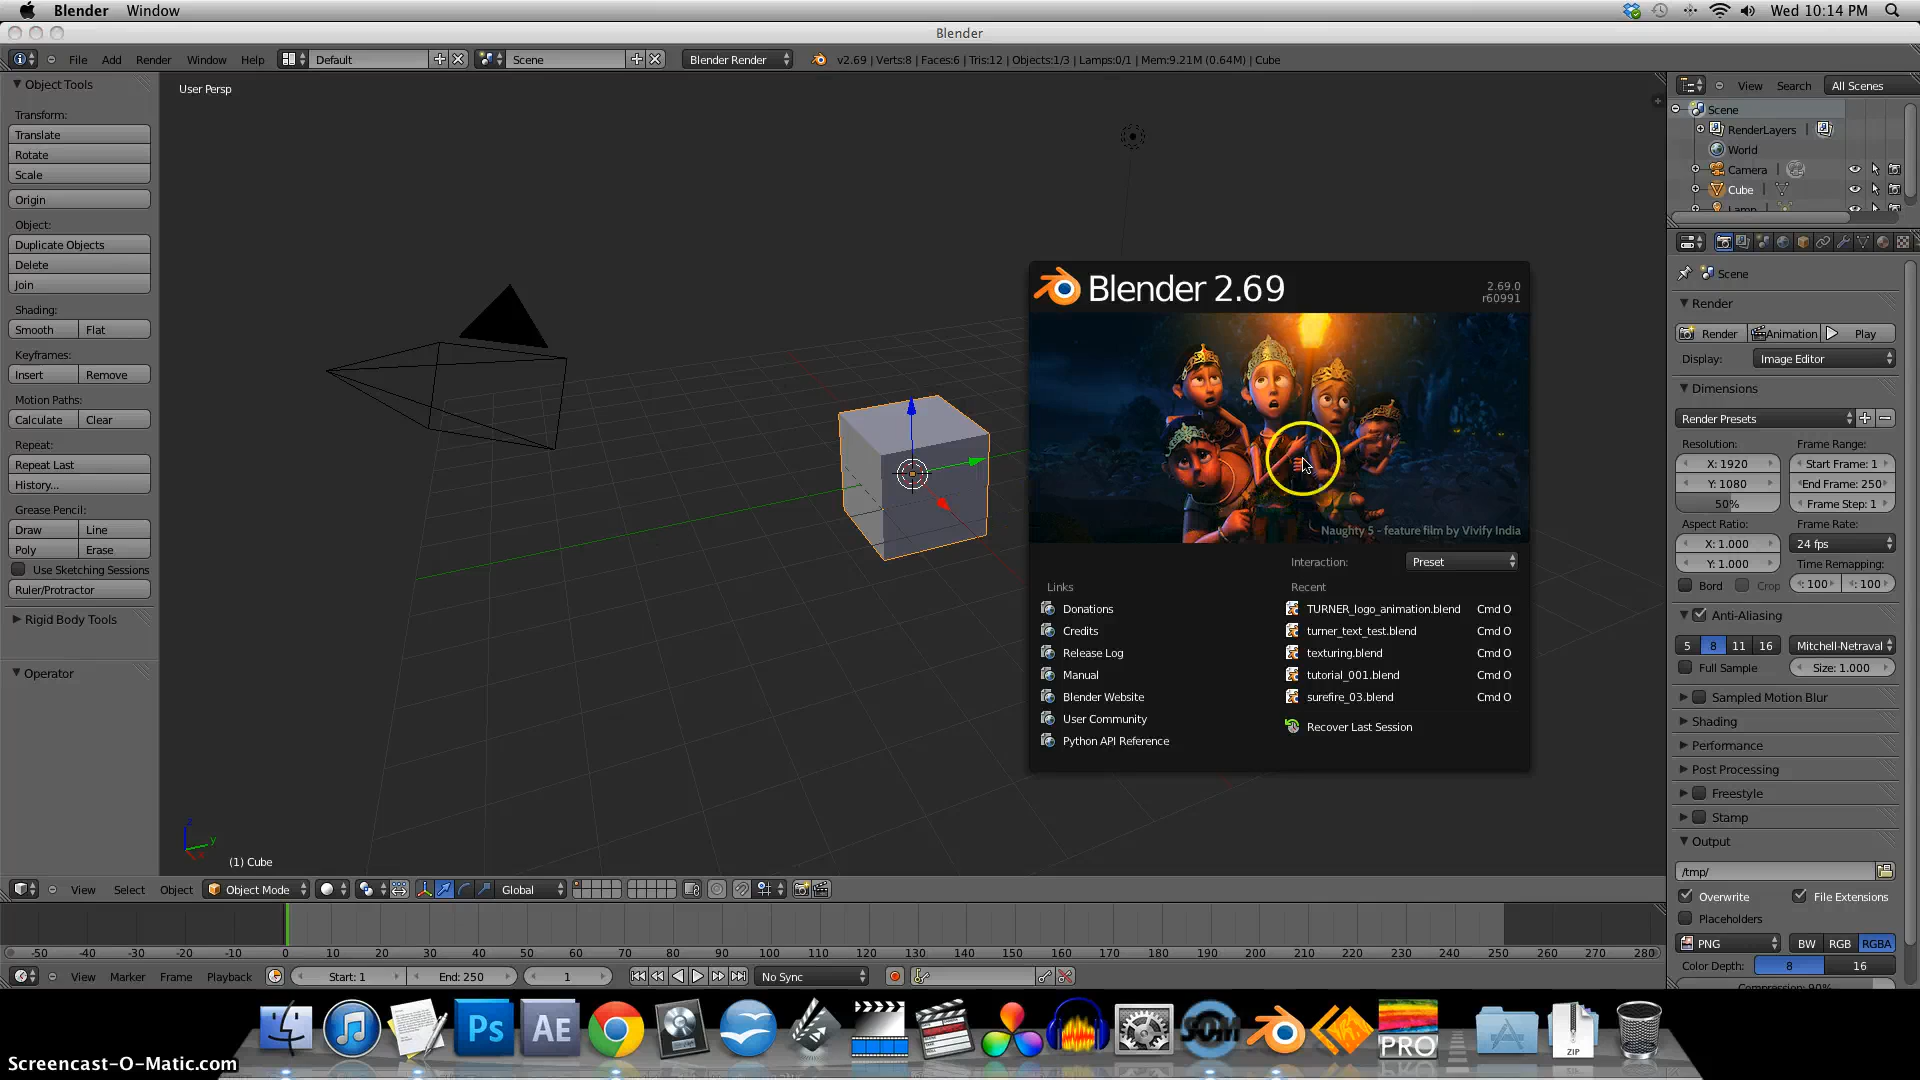 Blender Window Wed 10:14 PM
Blender
File Add Render Window Help Default Scene Blender Render v2.69 | Verts:8 | Faces:6 | Tris:12 | Objects:1/3 | Lamps:0/1 | Mem:9.21M (0.64M) | Cube
Object Tools
Transform:
Translate
Rotate
Scale
Origin
Object:
Duplicate Objects
Delete
Join
Shading:
Smooth Flat
Keyframes:
Insert Remove
Motion Paths:
Calculate Clear
Repeat:
Repeat Last
History...
Grease Pencil:
Draw Line
Poly Erase
Use Sketching Sessions
Ruler/Protractor
Rigid Body Tools
Operator
User Persp
Blender 2.69
2.69.0
r60991
Naughty 5 - feature film by Vivify India
Interaction: Preset
Links
Donations
Credits
Release Log
Manual
Blender Website
User Community
Python API Reference
Recent
TURNER_logo_animation.blend Cmd O
turner_text_test.blend Cmd O
texturing.blend Cmd O
tutorial_001.blend Cmd O
surefire_03.blend Cmd O
Recover Last Session
z
y
x
(1) Cube
View Search All Scenes
Scene
RenderLayers
World
Camera
Cube
Lamp
Scene
Render
Render Animation Play
Display: Image Editor
Dimensions
Render Presets
Resolution: Frame Range:
X: 1920 Start Frame: 1
Y: 1080 End Frame: 250
50% Frame Step: 1
Aspect Ratio: Frame Rate:
X: 1.000 24 fps
Y: 1.000 Time Remapping:
Bord Crop : 100 : 100
Anti-Aliasing
5 8 11 16 Mitchell-Netraval
Full Sample Size: 1.000
Sampled Motion Blur
Shading
Performance
Post Processing
Freestyle
Stamp
Output
/tmp/
Overwrite File Extensions
Placeholders
PNG BW RGB RGBA
Color Depth: 8 16
Compression: 90%
View Select Object Object Mode Global
-50 -40 -30 -20 -10 0 10 20 30 40 50 60 70 80 90 100 110 120 130 140 150 160 170 180 190 200 210 220 230 240 250 260 270 280
View Marker Frame Playback Start: 1 End: 250 1 No Sync
Ps AE SOM PRO ZIP
Screencast-O-Matic.com